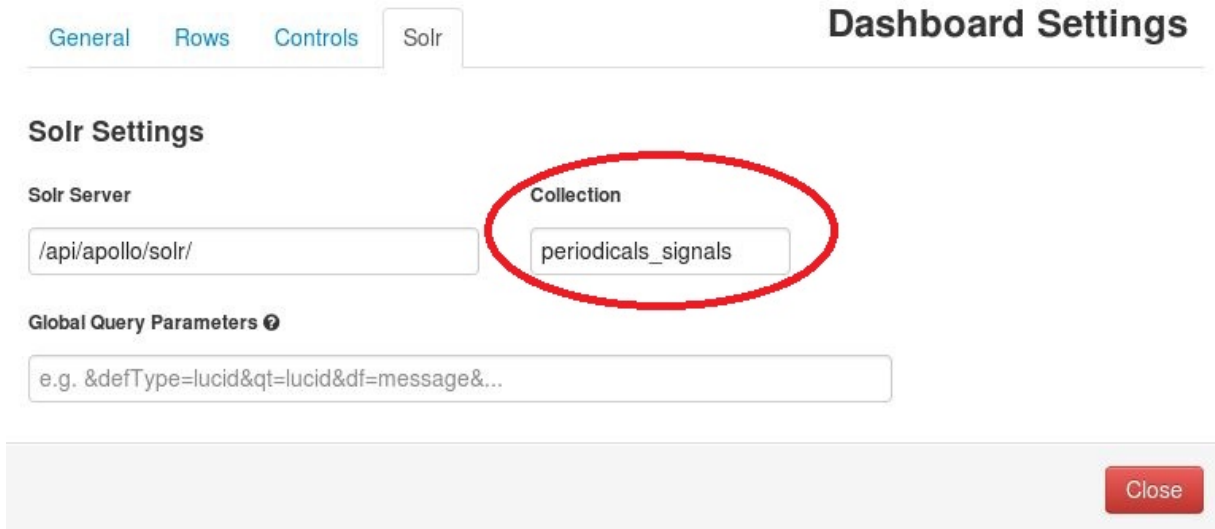 General Rows Controls Solr
Dashboard Settings
Solr Settings
Solr Server Collection
/api/apollo/solr/ periodicals_signals
Global Query Parameters ?
e.g. &defType=lucid&qt=lucid&df=message&...
Close